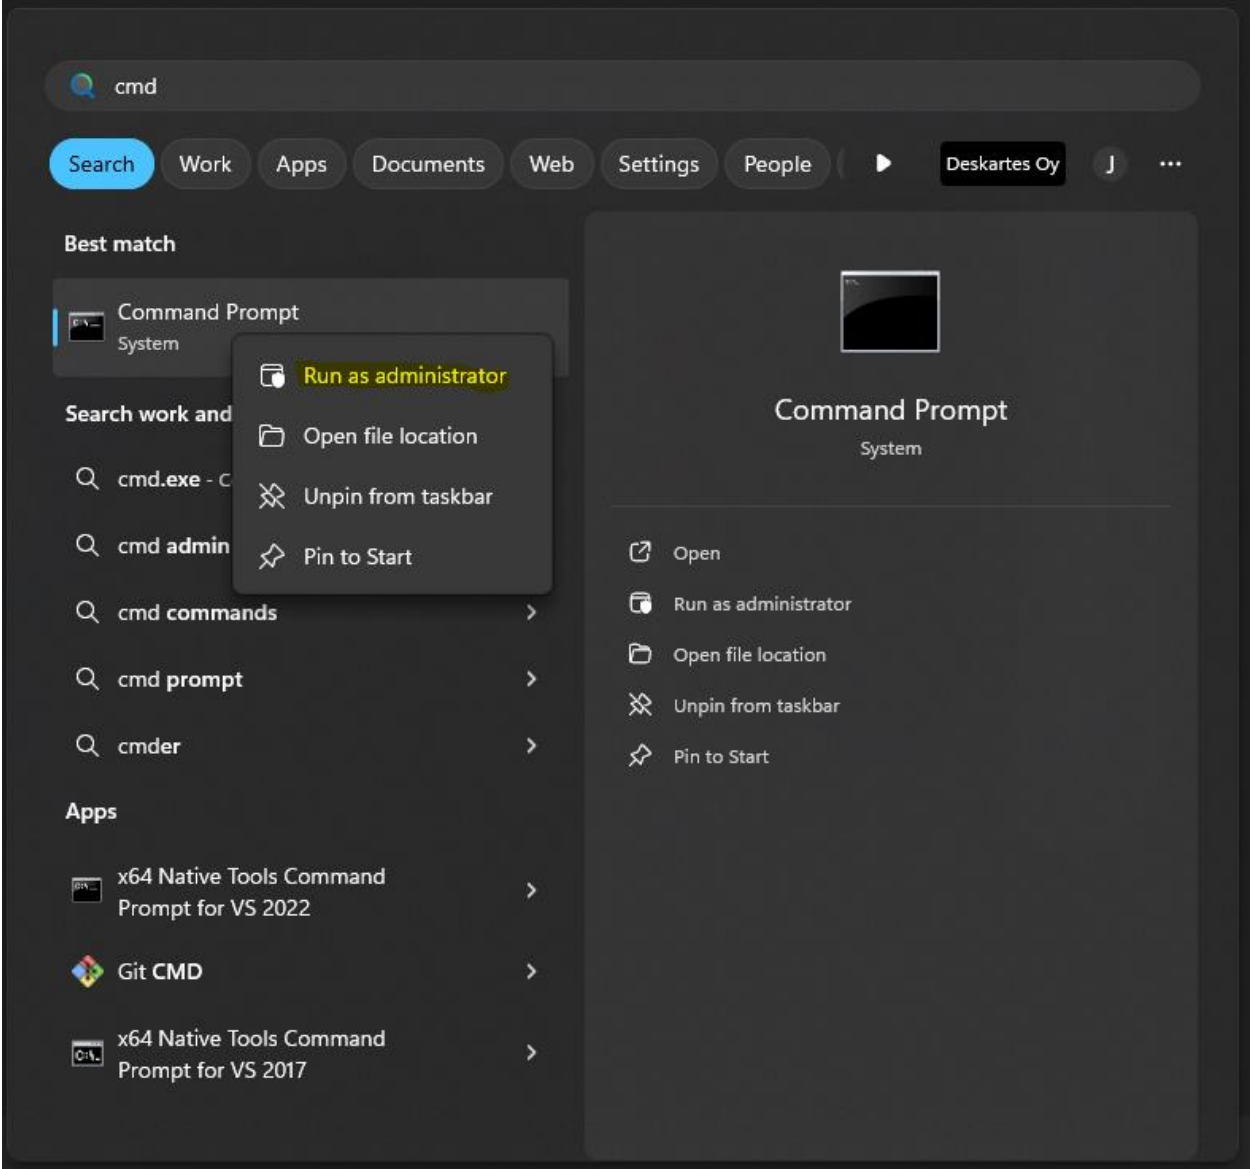 cmd
Search Work Apps Documents Web Settings People Deskartes Oy J ...
Best match
Command Prompt
System
Run as administrator
Open file location
Unpin from taskbar
Pin to Start
Search work and
cmd.exe - C
cmd admin
cmd commands
cmd prompt
cmder
Apps
x64 Native Tools Command
Prompt for VS 2022
Git CMD
x64 Native Tools Command
Prompt for VS 2017
Command Prompt
System
Open
Run as administrator
Open file location
Unpin from taskbar
Pin to Start